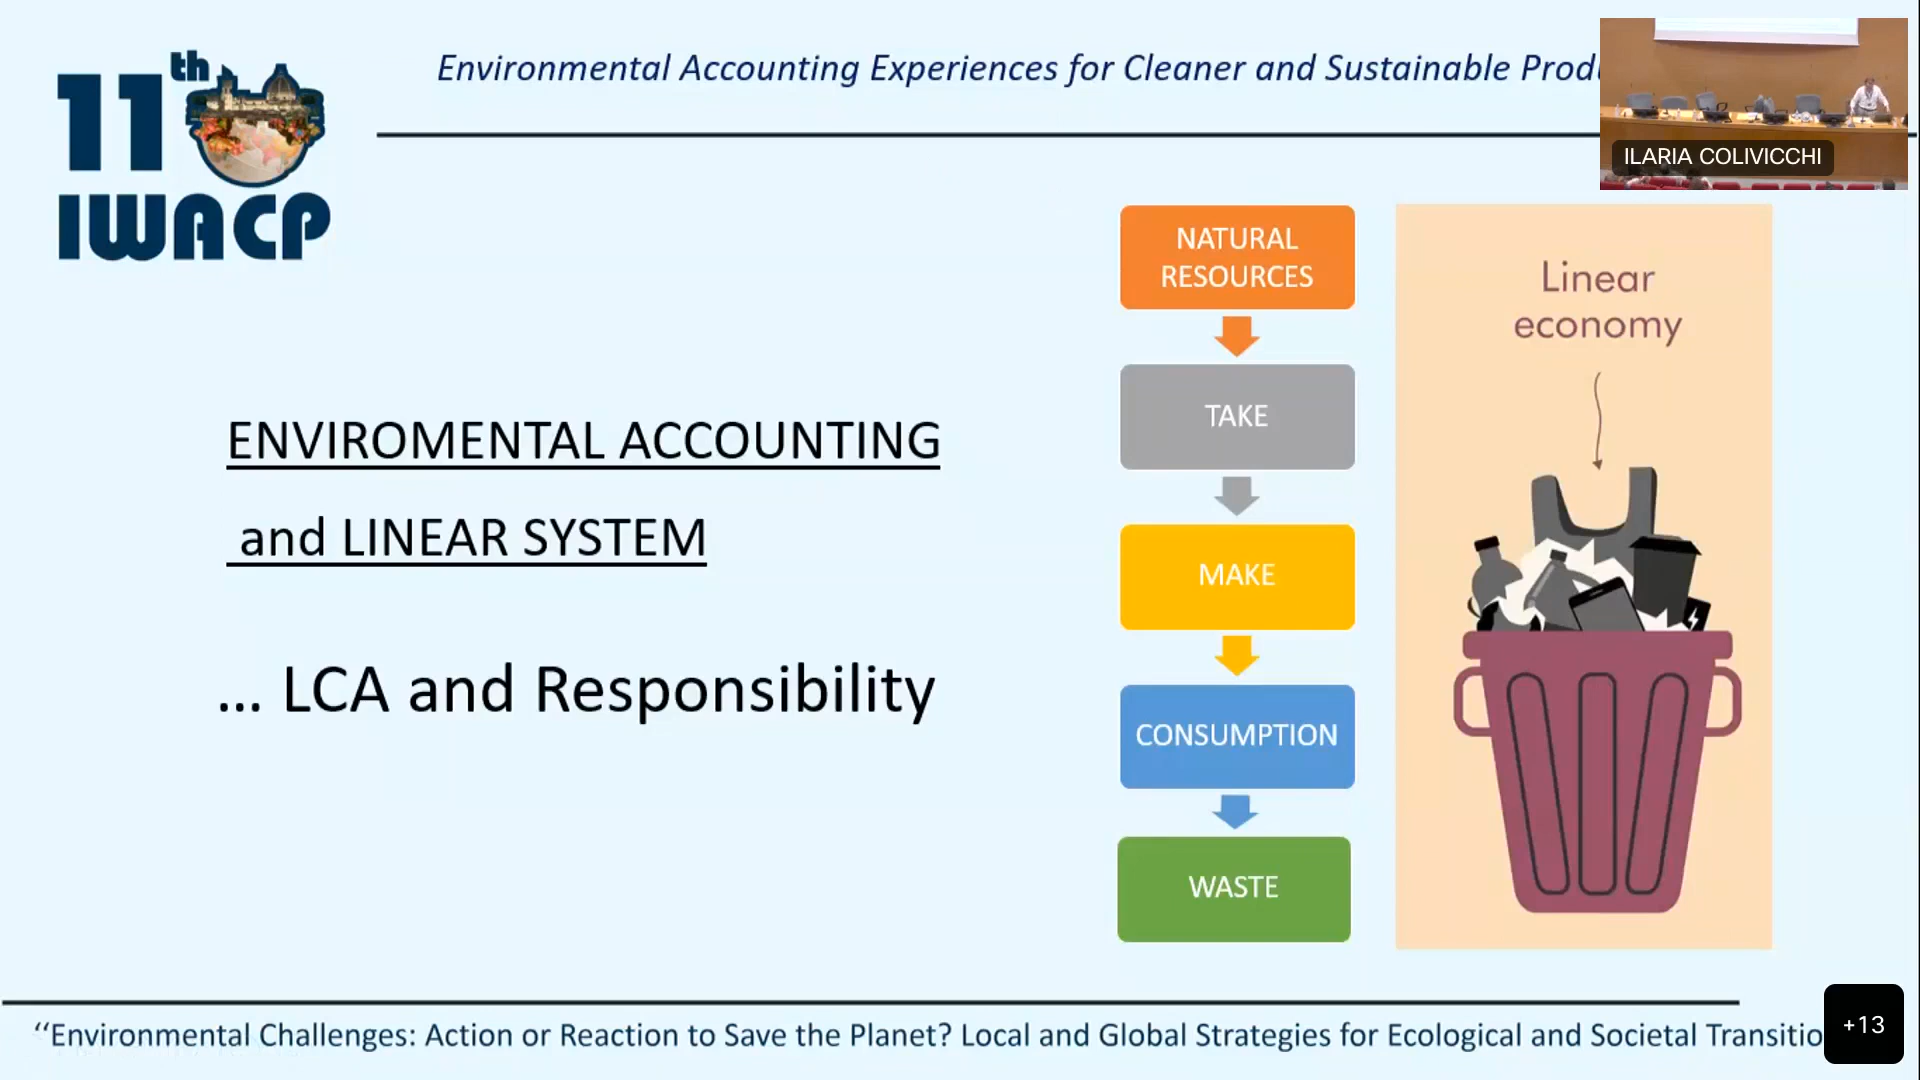 11th
IWACP
Environmental Accounting Experiences for Cleaner and Sustainable
ILARIA COLIVICCHI
ENVIROMENTAL ACCOUNTING
and LINEAR SYSTEM
... LCA and Responsibility
NATURAL
RESOURCES
TAKE
MAKE
CONSUMPTION
WASTE
Linear
economy
“Environmental Challenges: Action or Reaction to Save the Planet? Local and Global Strategies for Ecological and Societal
+13